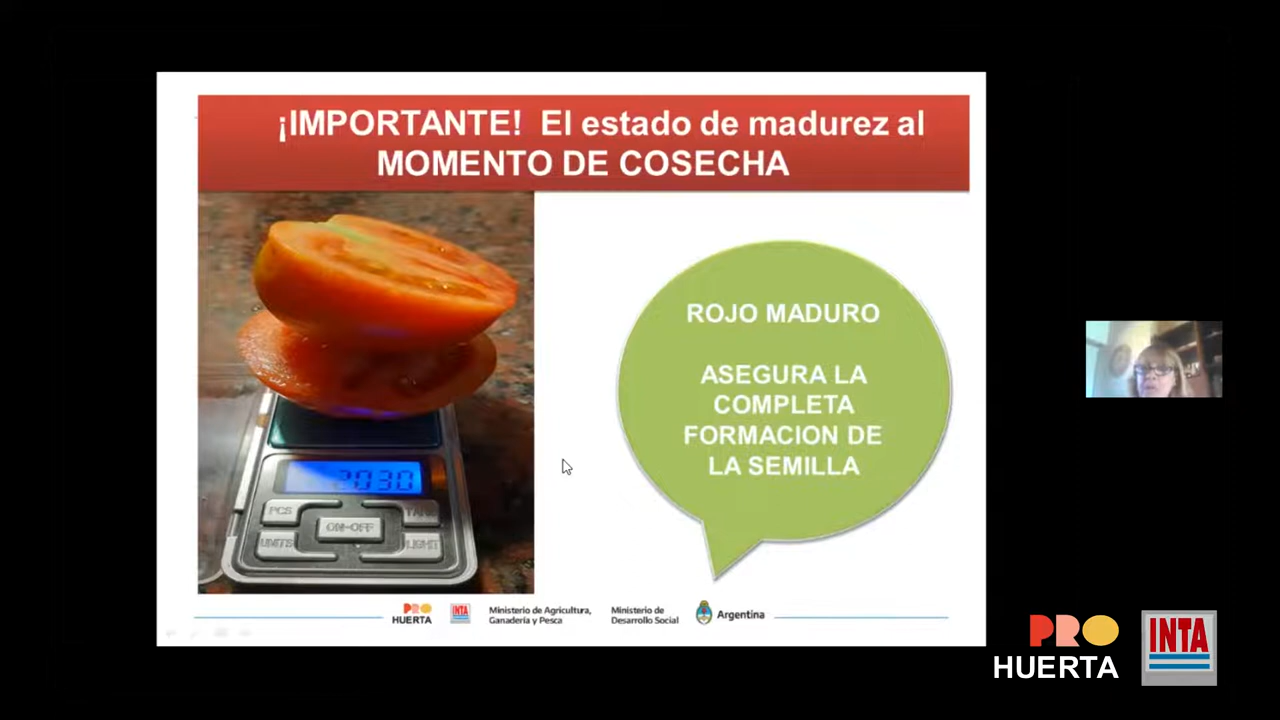 ¡IMPORTANTE! El estado de madurez al
MOMENTO DE COSECHA
ROJO MADURO
ASEGURA LA
COMPLETA
FORMACION DE
LA SEMILLA
PCS
ON-OFF
UNITS
LIGHT
PRO
HUERTA
INTA
Ministerio de Agricultura,
Ganadería y Pesca
Ministerio de
Desarrollo Social
Argentina
PRO
HUERTA
INTA